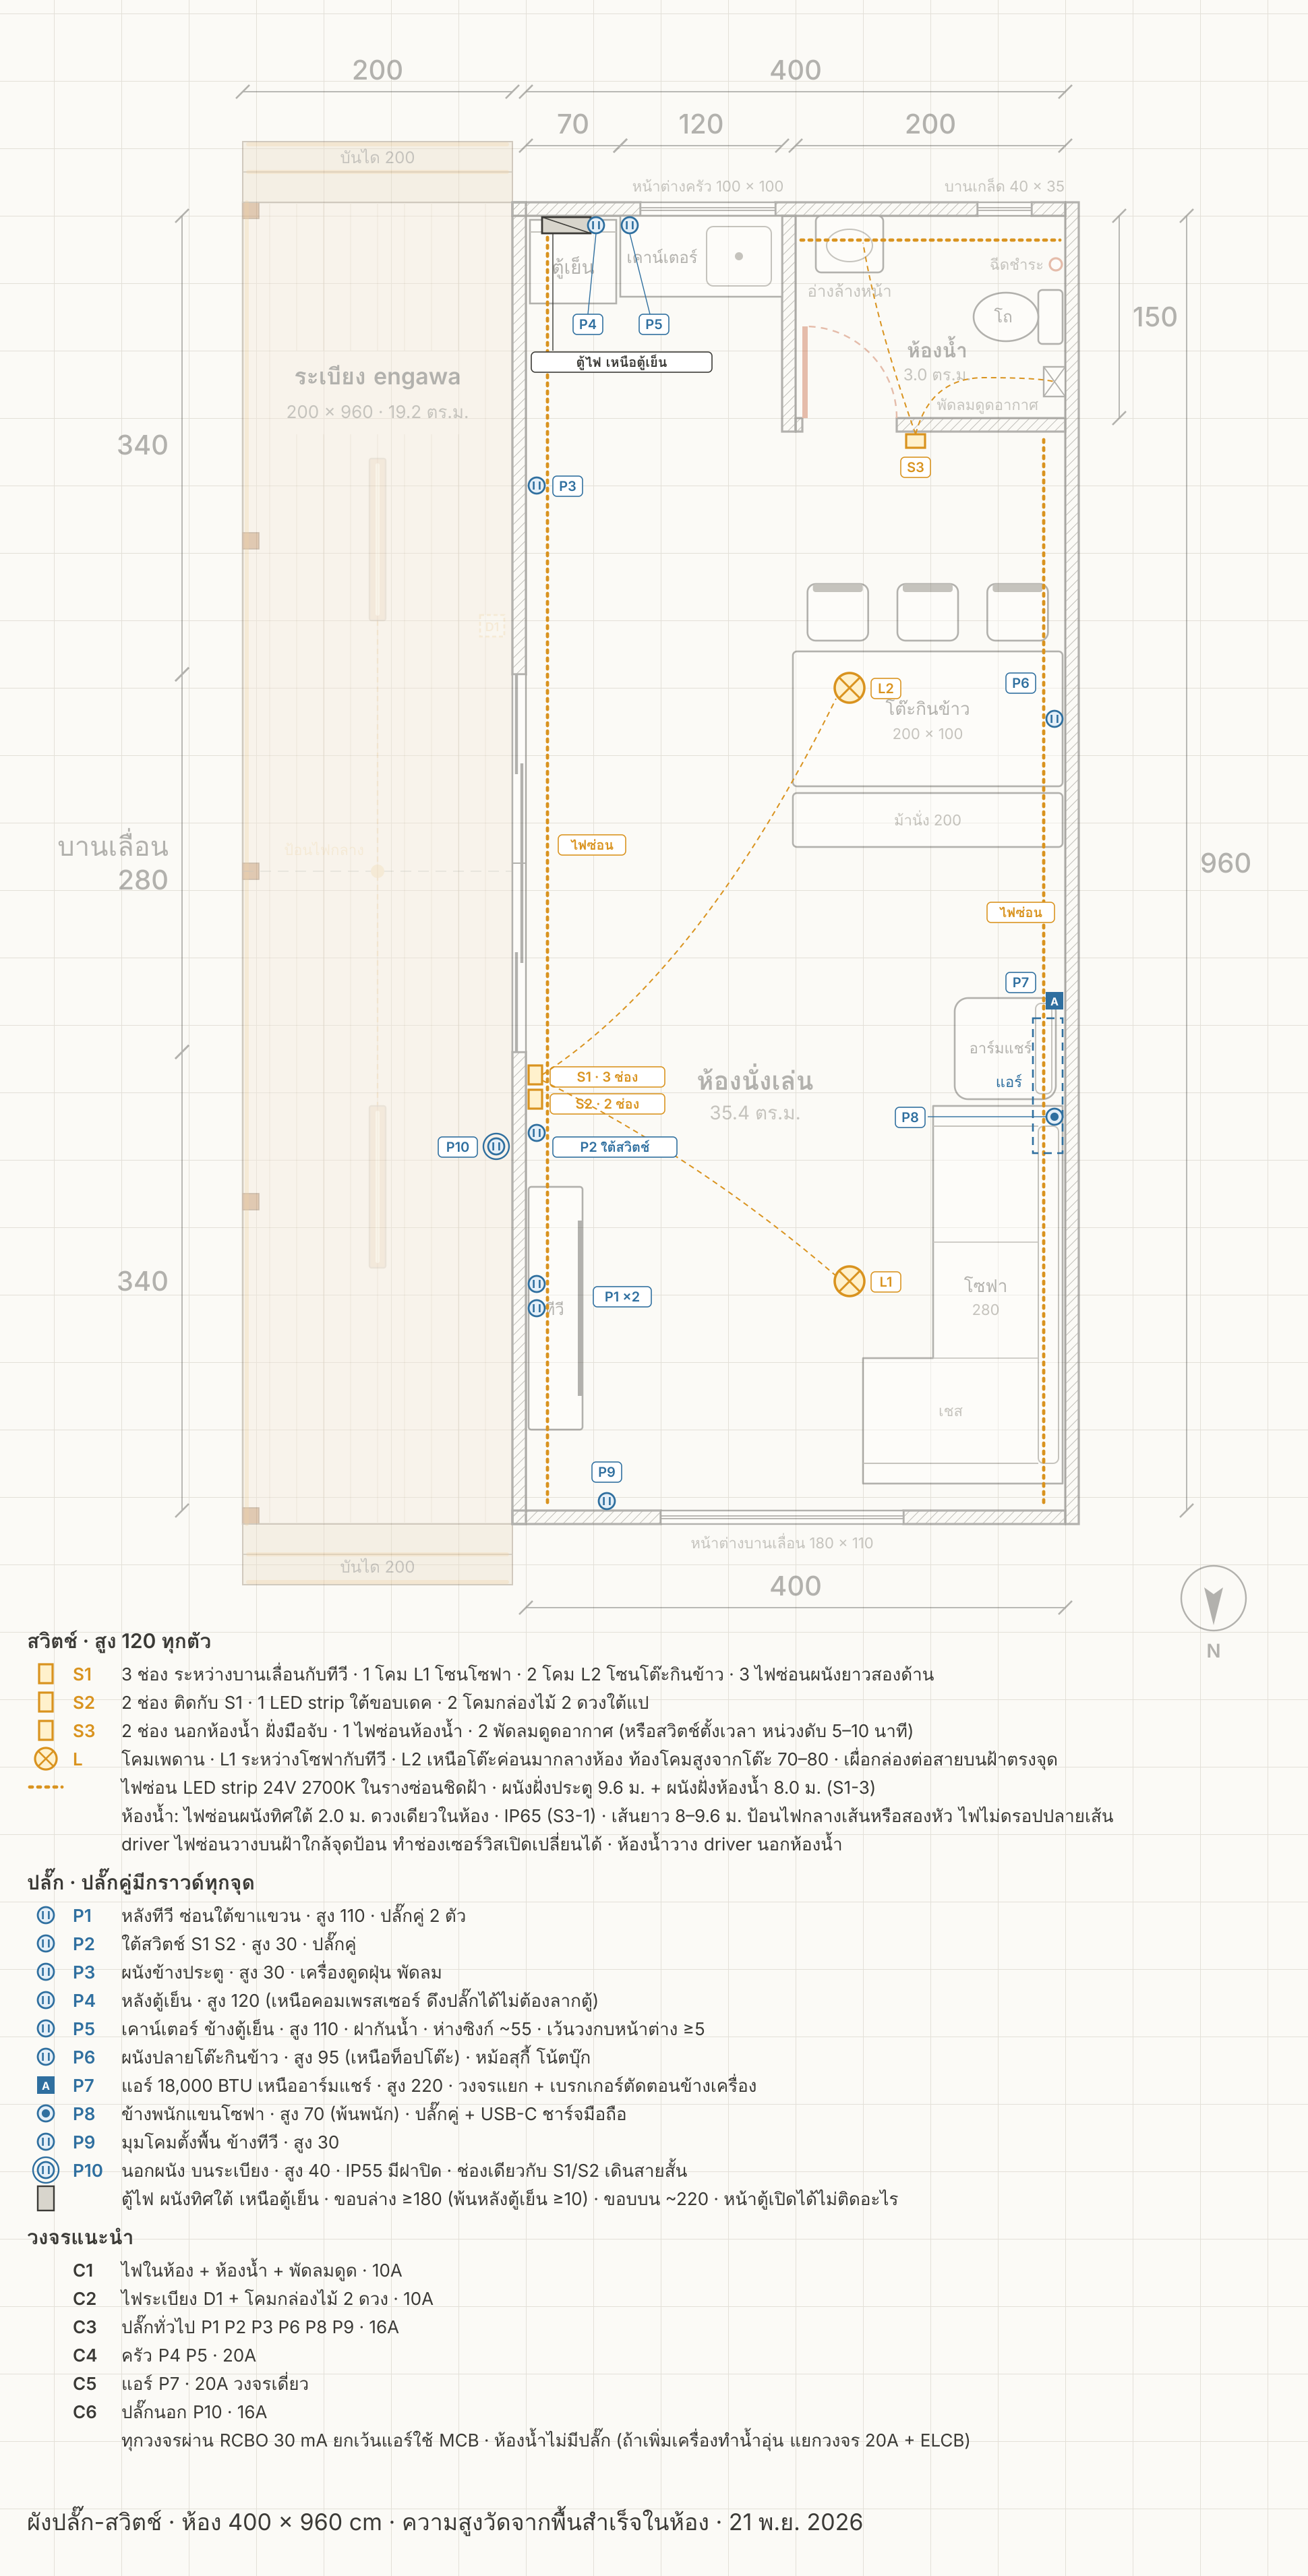 200
400
70
120
200
บันได 200
หน้าต่างครัว 100 × 100
บานเกล็ด 40 × 35
ตู้เย็น
เคาน์เตอร์
อ่างล้างหน้า
ฉีดชำระ
โถ
P4
P5
150
ห้องน้ำ
3.0 ตร.ม.
ตู้ไฟ เหนือตู้เย็น
ระเบียง engawa
200 × 960 · 19.2 ตร.ม.
พัดลมดูดอากาศ
340
S3
P3
D1
L2
P6
โต๊ะกินข้าว
200 × 100
ม้านั่ง 200
ไฟซ่อน
บานเลื่อน
280
ป้อนไฟกลาง
960
ไฟซ่อน
P7
A
อาร์มแชร์
แอร์
S1 · 3 ช่อง
S2 · 2 ช่อง
ห้องนั่งเล่น
35.4 ตร.ม.
P8
P10
P2 ใต้สวิตช์
340
L1
P1 ×2
ทีวี
โซฟา
280
เชส
P9
หน้าต่างบานเลื่อน 180 × 110
บันได 200
400
N
สวิตช์ · สูง 120 ทุกตัว
S1 3 ช่อง ระหว่างบานเลื่อนกับทีวี · 1 โคม L1 โซนโซฟา · 2 โคม L2 โซนโต๊ะกินข้าว · 3 ไฟซ่อนผนังยาวสองด้าน
S2 2 ช่อง ติดกับ S1 · 1 LED strip ใต้ขอบเดค · 2 โคมกล่องไม้ 2 ดวงใต้แป
S3 2 ช่อง นอกห้องน้ำ ฝั่งมือจับ · 1 ไฟซ่อนห้องน้ำ · 2 พัดลมดูดอากาศ (หรือสวิตช์ตั้งเวลา หน่วงดับ 5–10 นาที)
L โคมเพดาน · L1 ระหว่างโซฟากับทีวี · L2 เหนือโต๊ะค่อนมากลางห้อง ท้องโคมสูงจากโต๊ะ 70–80 · เผื่อกล่องต่อสายบนฝ้าตรงจุด
ไฟซ่อน LED strip 24V 2700K ในรางซ่อนชิดฝ้า · ผนังฝั่งประตู 9.6 ม. + ผนังฝั่งห้องน้ำ 8.0 ม. (S1-3)
ห้องน้ำ: ไฟซ่อนผนังทิศใต้ 2.0 ม. ดวงเดียวในห้อง · IP65 (S3-1) · เส้นยาว 8–9.6 ม. ป้อนไฟกลางเส้นหรือสองหัว ไฟไม่ดรอปปลายเส้น
driver ไฟซ่อนวางบนฝ้าใกล้จุดป้อน ทำช่องเซอร์วิสเปิดเปลี่ยนได้ · ห้องน้ำวาง driver นอกห้องน้ำ
ปลั๊ก · ปลั๊กคู่มีกราวด์ทุกจุด
P1 หลังทีวี ซ่อนใต้ขาแขวน · สูง 110 · ปลั๊กคู่ 2 ตัว
P2 ใต้สวิตช์ S1 S2 · สูง 30 · ปลั๊กคู่
P3 ผนังข้างประตู · สูง 30 · เครื่องดูดฝุ่น พัดลม
P4 หลังตู้เย็น · สูง 120 (เหนือคอมเพรสเซอร์ ดึงปลั๊กได้ไม่ต้องลากตู้)
P5 เคาน์เตอร์ ข้างตู้เย็น · สูง 110 · ฝากันน้ำ · ห่างซิงก์ ~55 · เว้นวงกบหน้าต่าง ≥5
P6 ผนังปลายโต๊ะกินข้าว · สูง 95 (เหนือท็อปโต๊ะ) · หม้อสุกี้ โน้ตบุ๊ก
A P7 แอร์ 18,000 BTU เหนืออาร์มแชร์ · สูง 220 · วงจรแยก + เบรกเกอร์ตัดตอนข้างเครื่อง
P8 ข้างพนักแขนโซฟา · สูง 70 (พ้นพนัก) · ปลั๊กคู่ + USB-C ชาร์จมือถือ
P9 มุมโคมตั้งพื้น ข้างทีวี · สูง 30
P10 นอกผนัง บนระเบียง · สูง 40 · IP55 มีฝาปิด · ช่องเดียวกับ S1/S2 เดินสายสั้น
ตู้ไฟ ผนังทิศใต้ เหนือตู้เย็น · ขอบล่าง ≥180 (พ้นหลังตู้เย็น ≥10) · ขอบบน ~220 · หน้าตู้เปิดได้ไม่ติดอะไร
วงจรแนะนำ
C1 ไฟในห้อง + ห้องน้ำ + พัดลมดูด · 10A
C2 ไฟระเบียง D1 + โคมกล่องไม้ 2 ดวง · 10A
C3 ปลั๊กทั่วไป P1 P2 P3 P6 P8 P9 · 16A
C4 ครัว P4 P5 · 20A
C5 แอร์ P7 · 20A วงจรเดี่ยว
C6 ปลั๊กนอก P10 · 16A
ทุกวงจรผ่าน RCBO 30 mA ยกเว้นแอร์ใช้ MCB · ห้องน้ำไม่มีปลั๊ก (ถ้าเพิ่มเครื่องทำน้ำอุ่น แยกวงจร 20A + ELCB)
ผังปลั๊ก-สวิตช์ · ห้อง 400 × 960 cm · ความสูงวัดจากพื้นสำเร็จในห้อง · 21 พ.ย. 2026